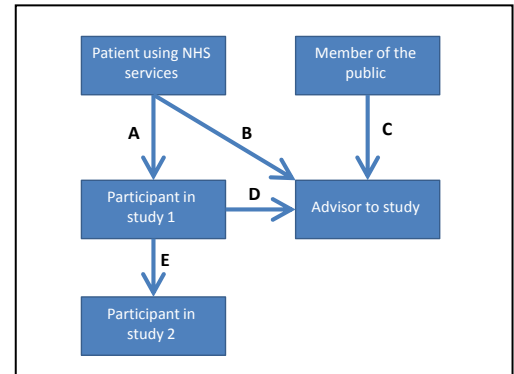 Patient using NHS
services
Member of the
public
A
B
C
Participant in
study 1
D
Advisor to study
E
Participant in
study 2